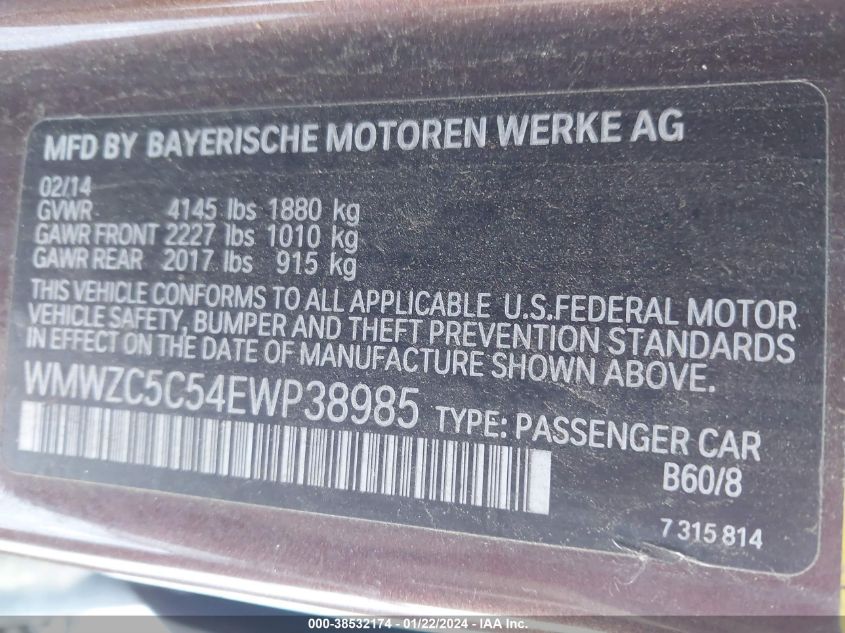 MFD BY BAYERISCHE MOTOREN WERKE AG
02/14
GVWR 4145 lbs 1880 kg
GAWR FRONT 2227 lbs 1010 kg
GAWR REAR 2017 lbs 915 kg
THIS VEHICLE CONFORMS TO ALL APPLICABLE U.S.FEDERAL MOTOR
VEHICLE SAFETY, BUMPER AND THEFT PREVENTION STANDARDS
IN EFFECT ON THE DATE OF MANUFACTURE SHOWN ABOVE.
WMWZC5C54EWP38985 TYPE: PASSENGER CAR
B60/8
7 315 814
000-38532174 - 01/22/2024 - IAA Inc.